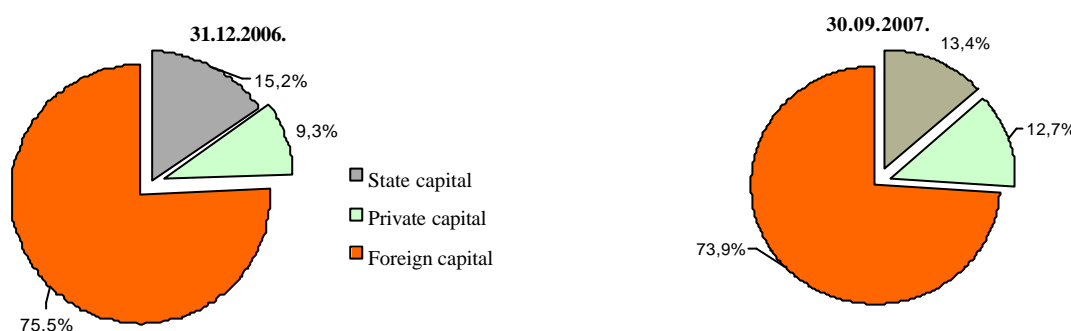 31.12.2006.
15,2%
9,3%
State capital
Private capital
Foreign capital
75,5%
30.09.2007.
13,4%
12,7%
73,9%